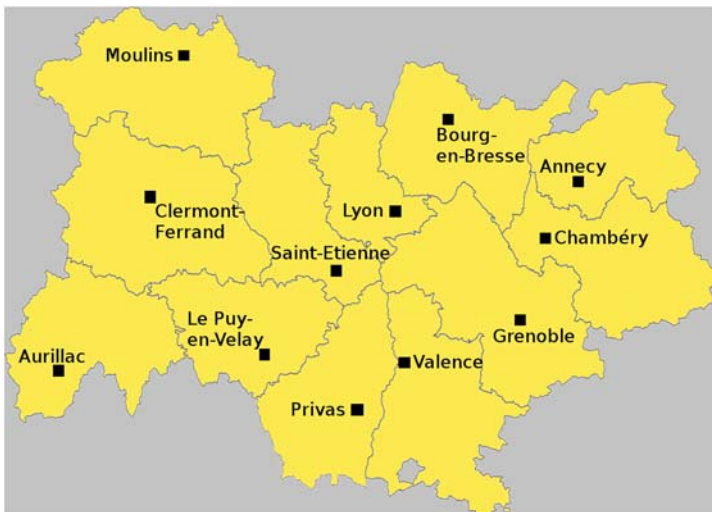 Moulins
Bourg-
en-Bresse
Annecy
Clermont-
Ferrand
Lyon
Chambéry
Saint-Etienne
Le Puy-
en-Velay
Grenoble
Aurillac
Valence
Privas